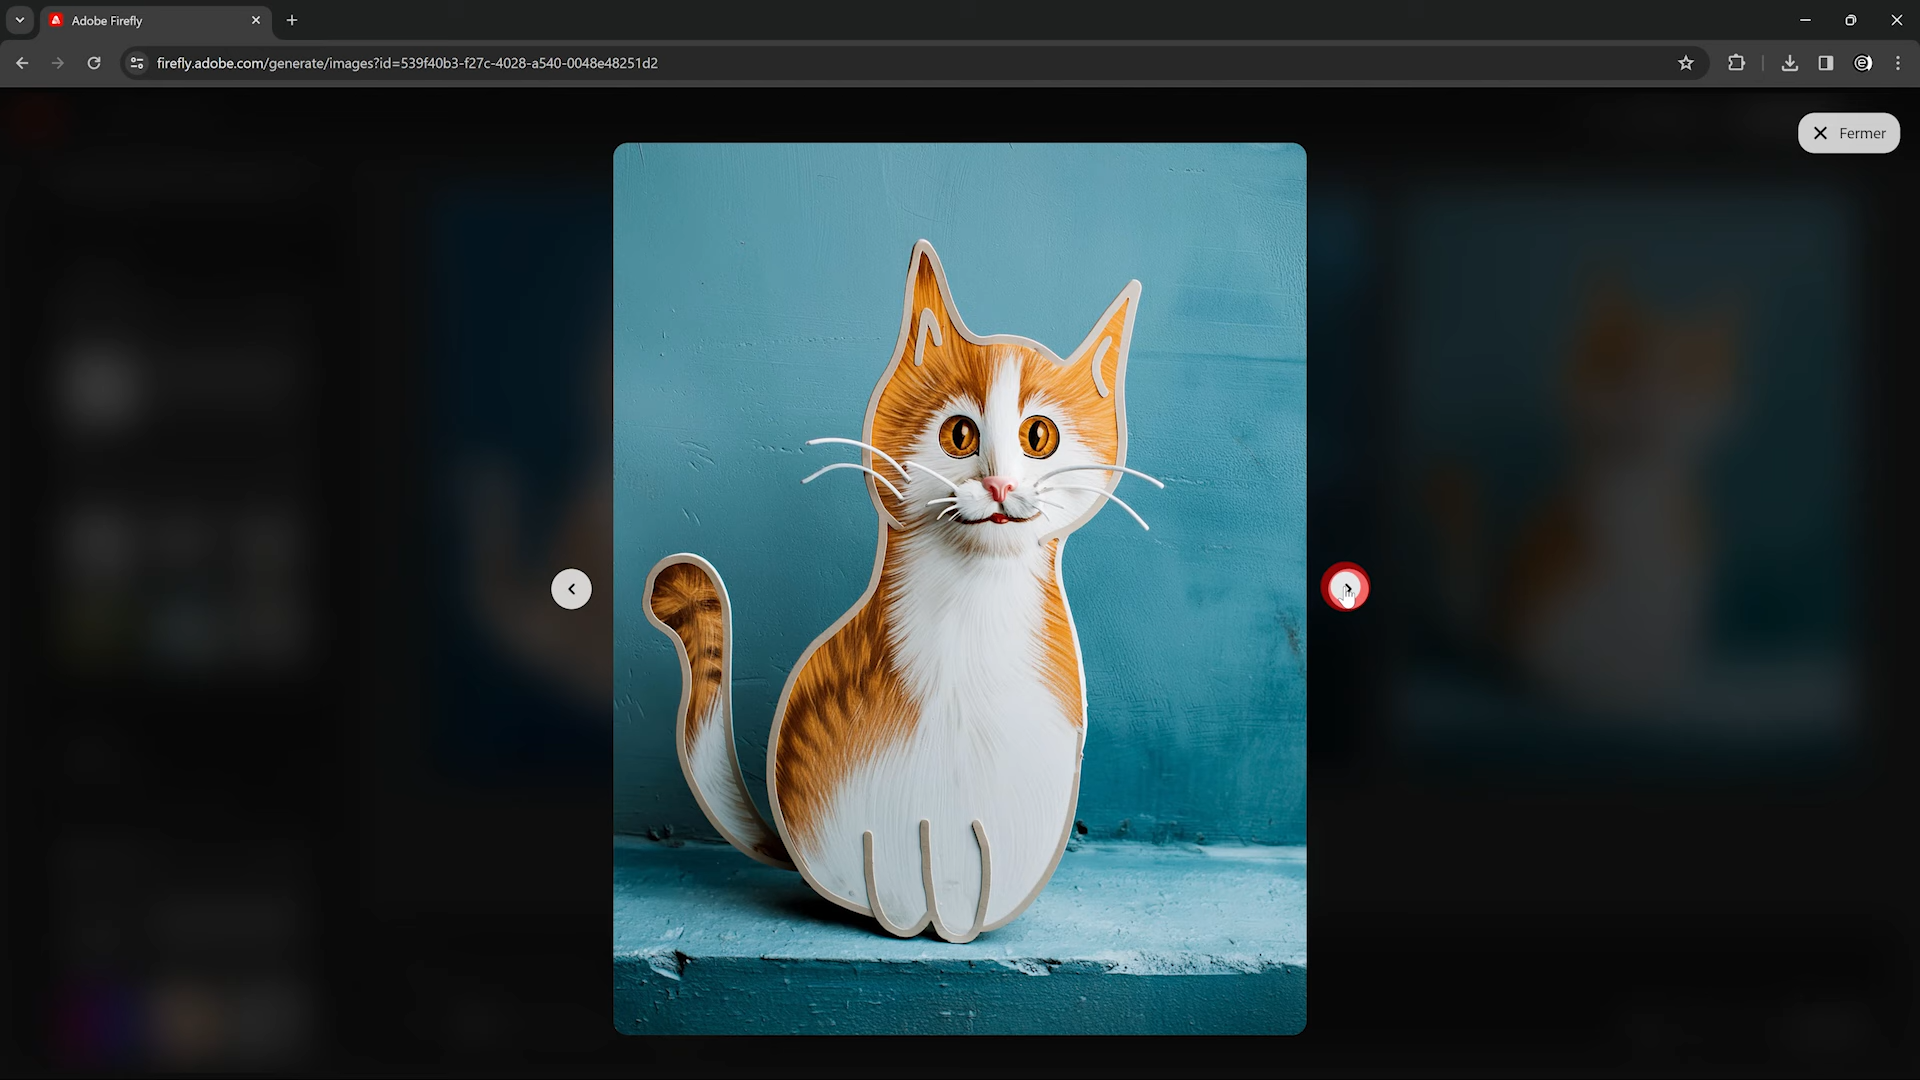 Adobe Firefly
firefly.adobe.com/generate/images?id=539f40b3-f27c-4028-a540-0048e48251d2
Fermer